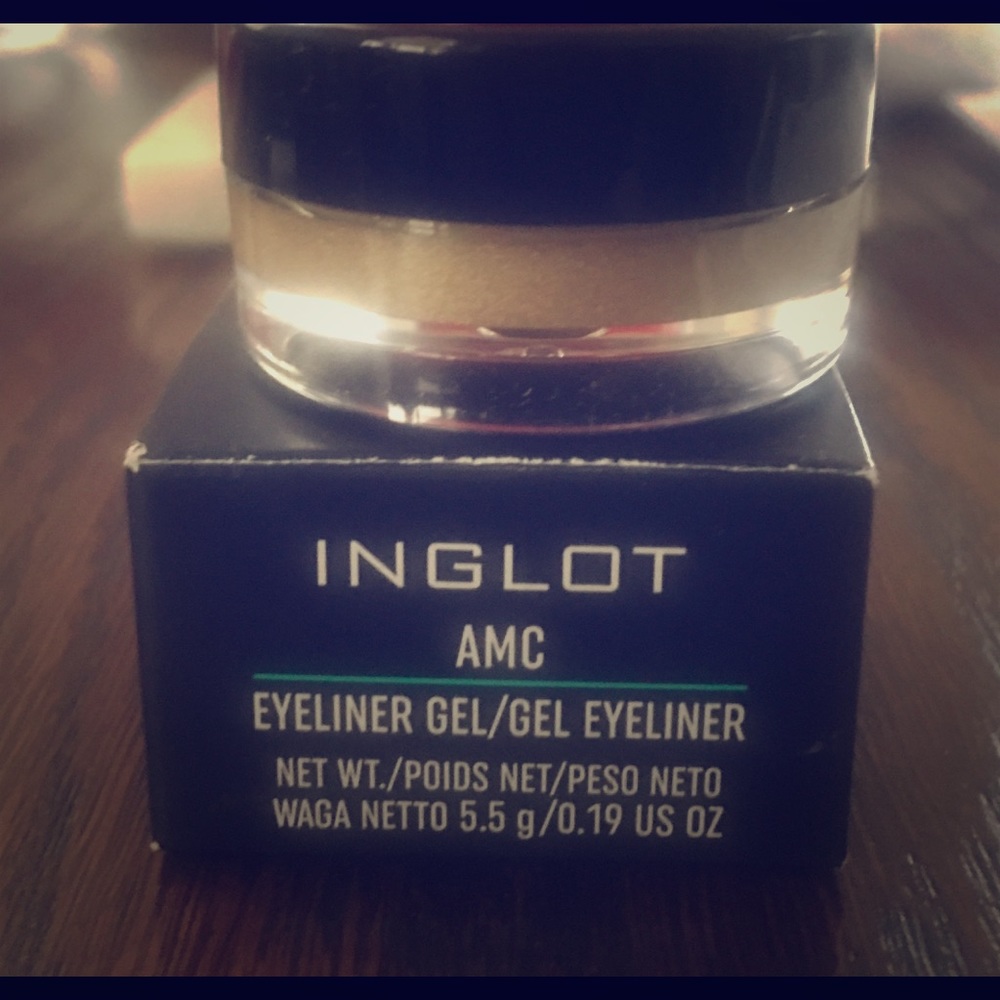 INGLOT
AMC
EYELINER GEL/GEL EYELINER
NET WT./POIDS NET/PESO NETO
WAGA NETTO 5.5 g/0.19 US OZ